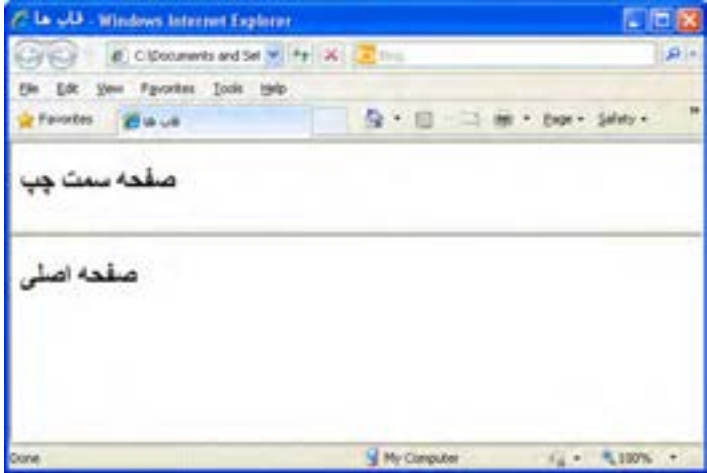 قاب ها - Windows Internet Explorer
C:\Documents and Set
Bing
File Edit View Favorites Tools Help
Favorites قاب ها Page Safety
صفحه سمت چپ
صفحه اصلی
Done My Computer 100%